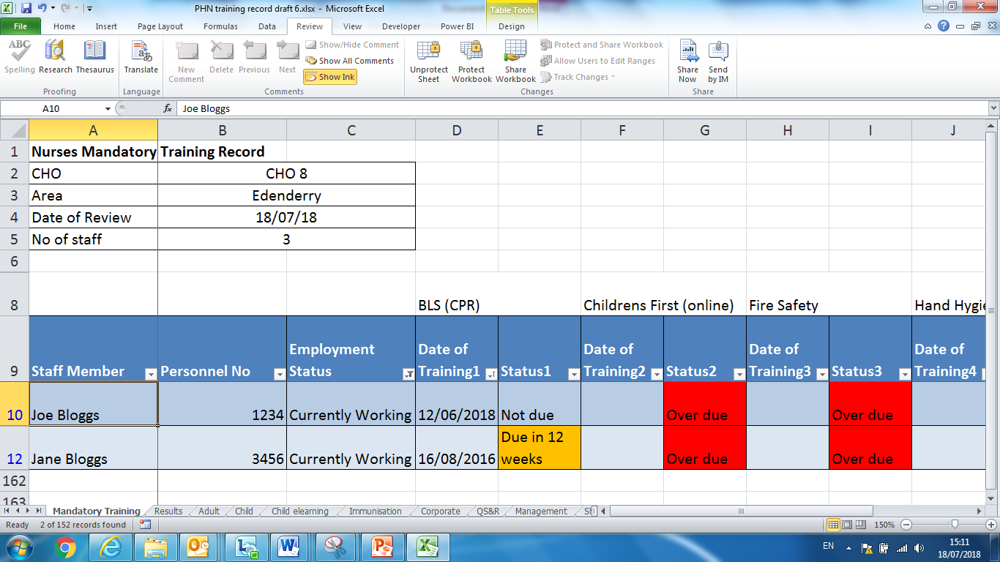 PHN training record draft 6.xlsx - Microsoft Excel
Table Tools
File Home Insert Page Layout Formulas Data Review View Developer Power BI Design
ABC
Spelling Research Thesaurus
Proofing
Translate
Language
New Comment
Delete Previous Next
Show/Hide Comment
Show All Comments
Show Ink
Comments
Unprotect Sheet
Protect Workbook
Share Workbook
Protect and Share Workbook
Allow Users to Edit Ranges
Track Changes
Changes
Share Now
Send by IM
Share
A10 fx Joe Bloggs
A B C D E F G H I J
1 Nurses Mandatory Training Record
2 CHO CHO 8
3 Area Edenderry
4 Date of Review 18/07/18
5 No of staff 3
6
8 BLS (CPR) Childrens First (online) Fire Safety Hand Hygie
9 Staff Member Personnel No Employment Status Date of Training1 Status1 Date of Training2 Status2 Date of Training3 Status3 Date of Training4
10 Joe Bloggs 1234 Currently Working 12/06/2018 Not due Over due Over due
12 Jane Bloggs 3456 Currently Working 16/08/2016 Due in 12 weeks Over due Over due
162
163
Mandatory Training Results Adult Child Child elearning Immunisation Corporate QS&R Management
Ready 2 of 152 records found 150%
EN 15:11
18/07/2018